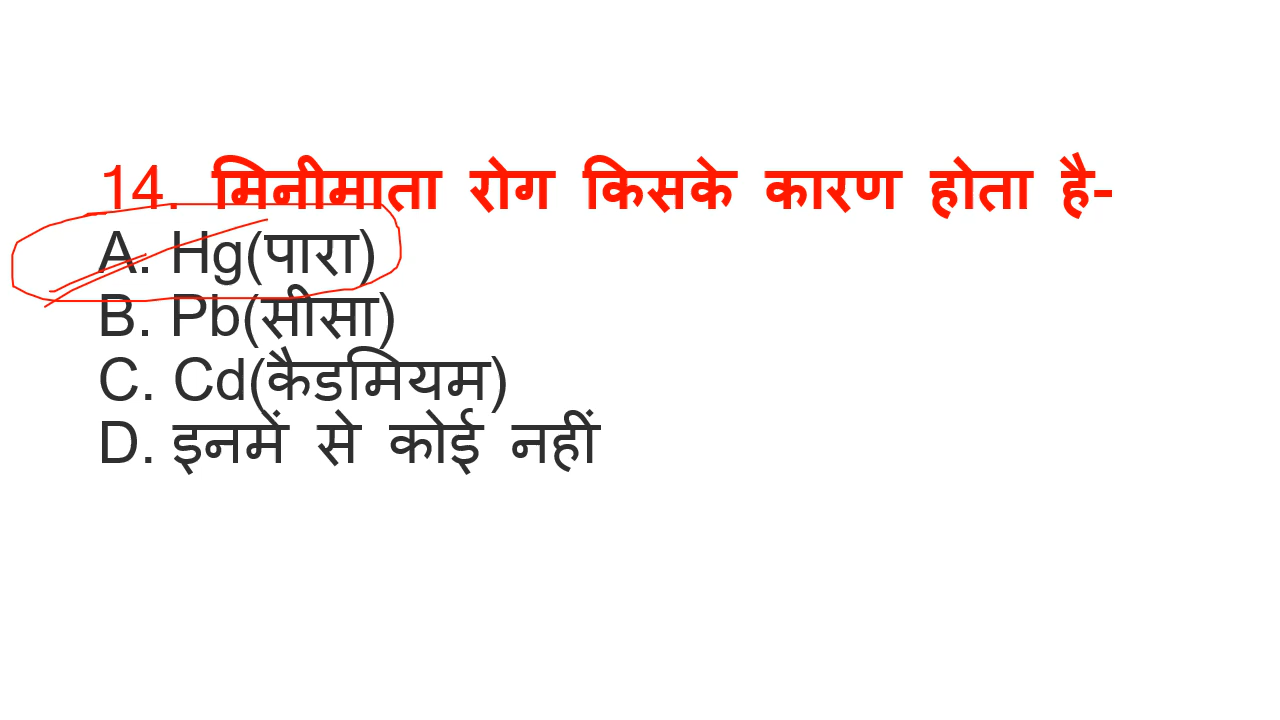 14. मिनीमाता रोग किसके कारण होता है-
A. Hg(पारा)
B. Pb(सीसा)
C. Cd(कैडमियम)
D. इनमें से कोई नहीं